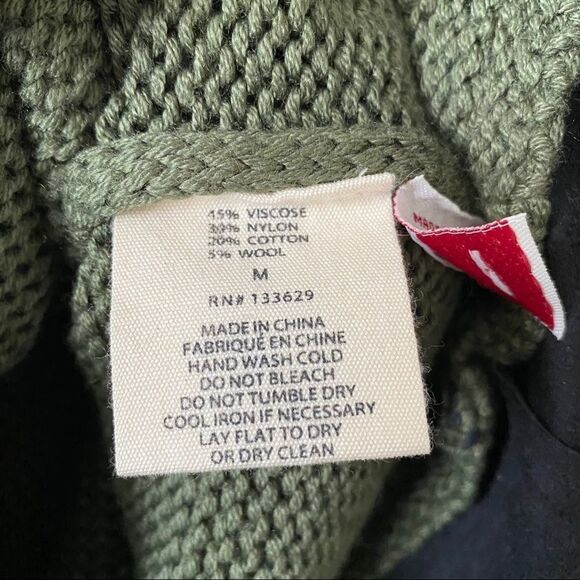 45% VISCOSE
30% NYLON
20% COTTON
5% WOOL
M
RN# 133629
MADE IN CHINA
FABRIQUÉ EN CHINE
HAND WASH COLD
DO NOT BLEACH
DO NOT TUMBLE DRY
COOL IRON IF NECESSARY
LAY FLAT TO DRY
OR DRY CLEAN